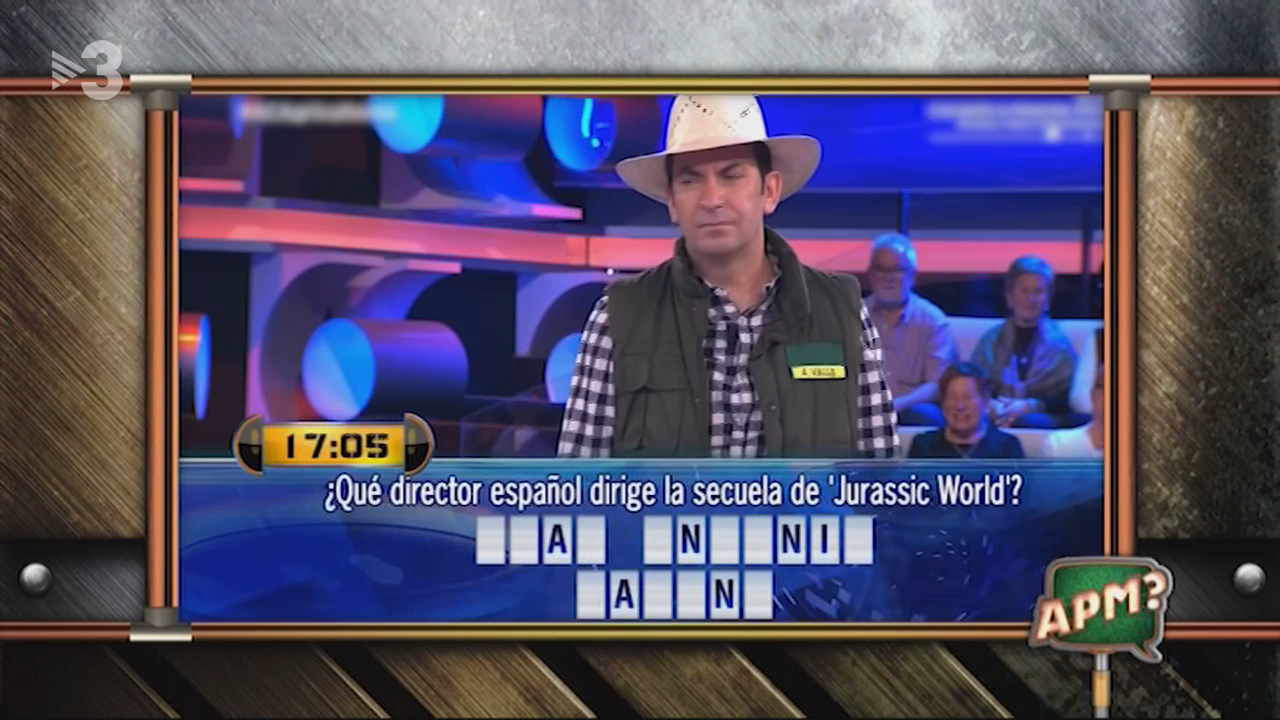 3
17:05
¿Qué director español dirige la secuela de 'Jurassic World'?
A N NI
A N
APM?